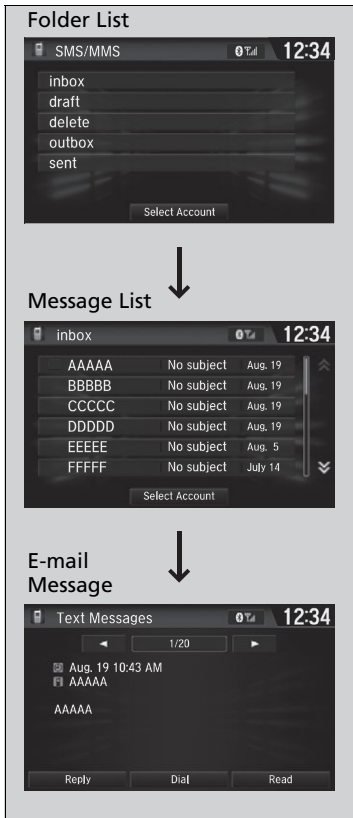 Folder List
SMS/MMS 12:34
inbox
draft
delete
outbox
sent
Select Account
Message List
inbox 12:34
AAAAA No subject Aug. 19
BBBBB No subject Aug. 19
CCCCC No subject Aug. 19
DDDDD No subject Aug. 19
EEEEE No subject Aug. 5
FFFFF No subject July 14
Select Account
E-mail
Message
Text Messages 12:34
1/20
Aug. 19 10:43 AM
AAAAA
AAAAA
Reply Dial Read